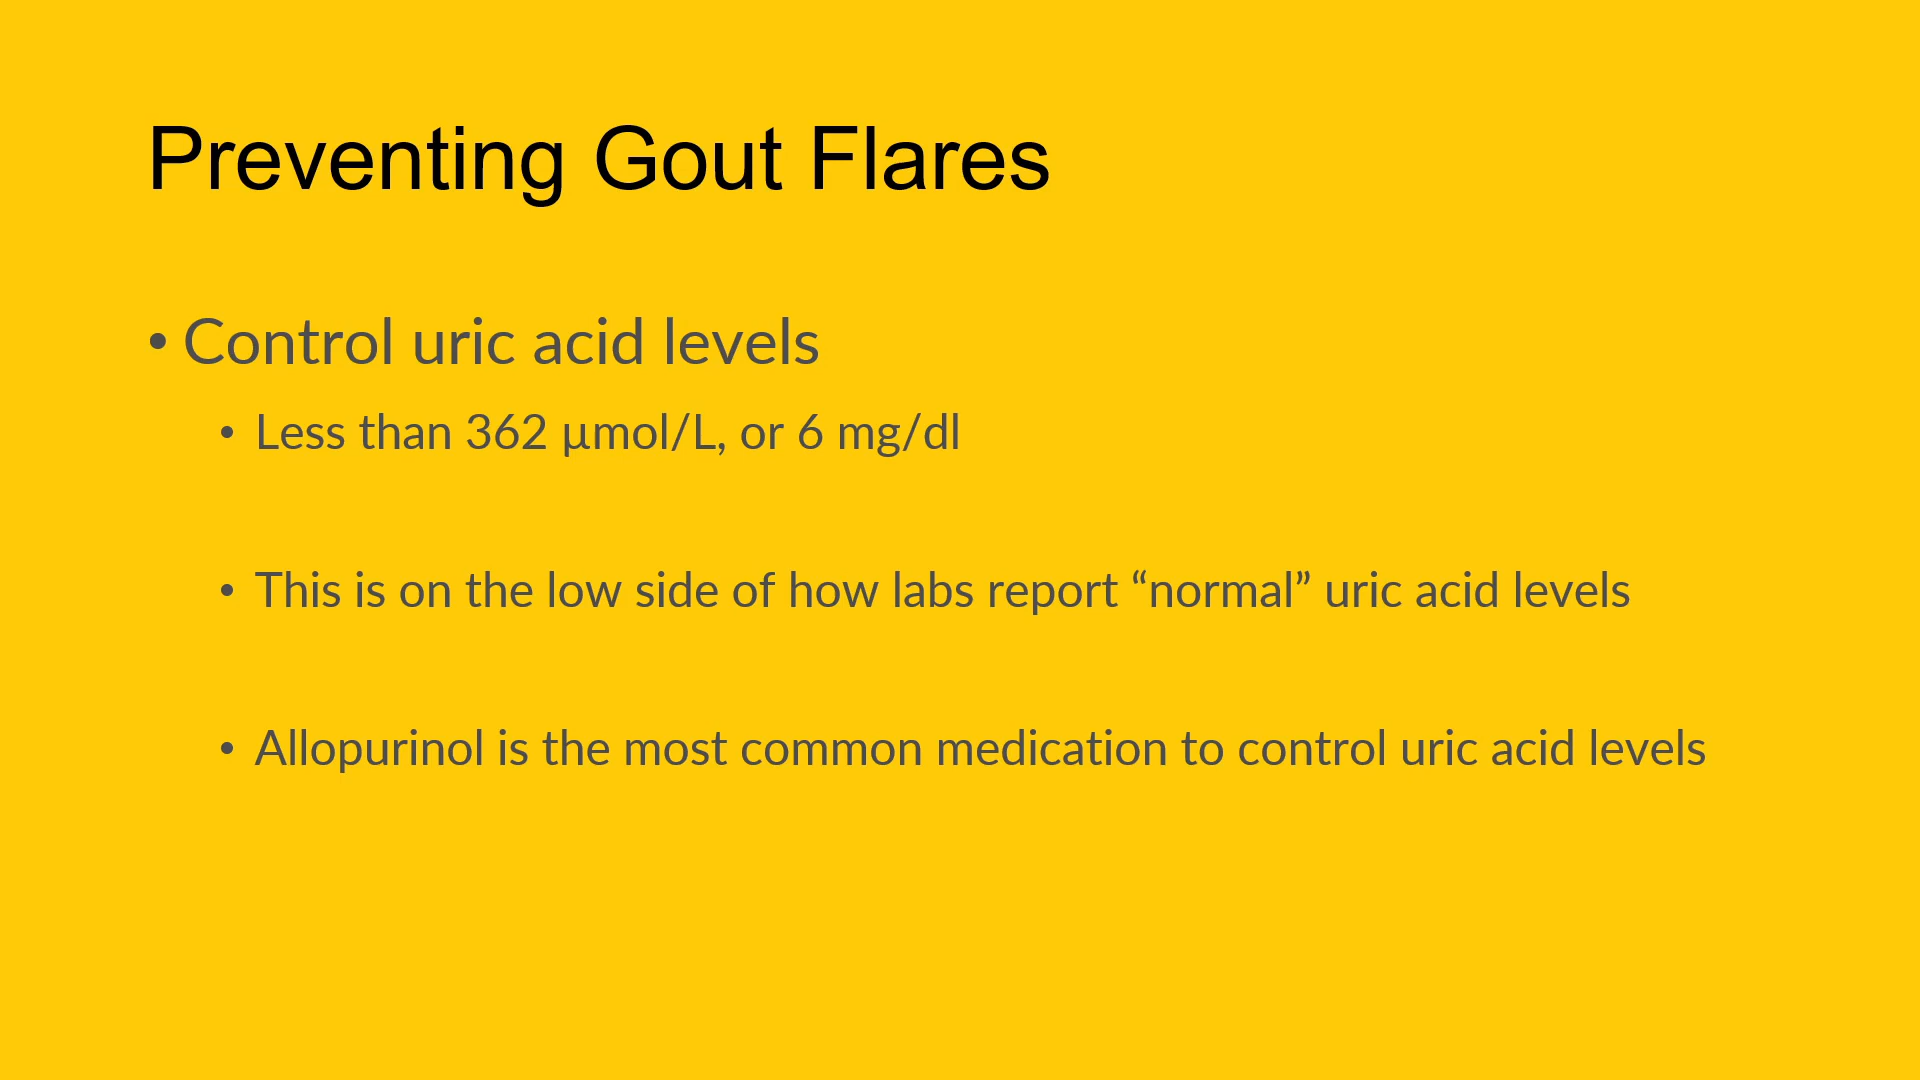 Preventing Gout Flares
• Control uric acid levels
• Less than 362 µmol/L, or 6 mg/dl
• This is on the low side of how labs report “normal” uric acid levels
• Allopurinol is the most common medication to control uric acid levels